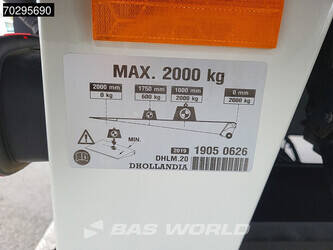 70295690
MAX. 2000 kg
2000 mm 1750 mm 1000 mm 0 mm
0 kg 600 kg 2000 kg 2000 kg
MIN.
2019 1905 0626
DHLM.20
DHOLLANDIA
BAS WORLD